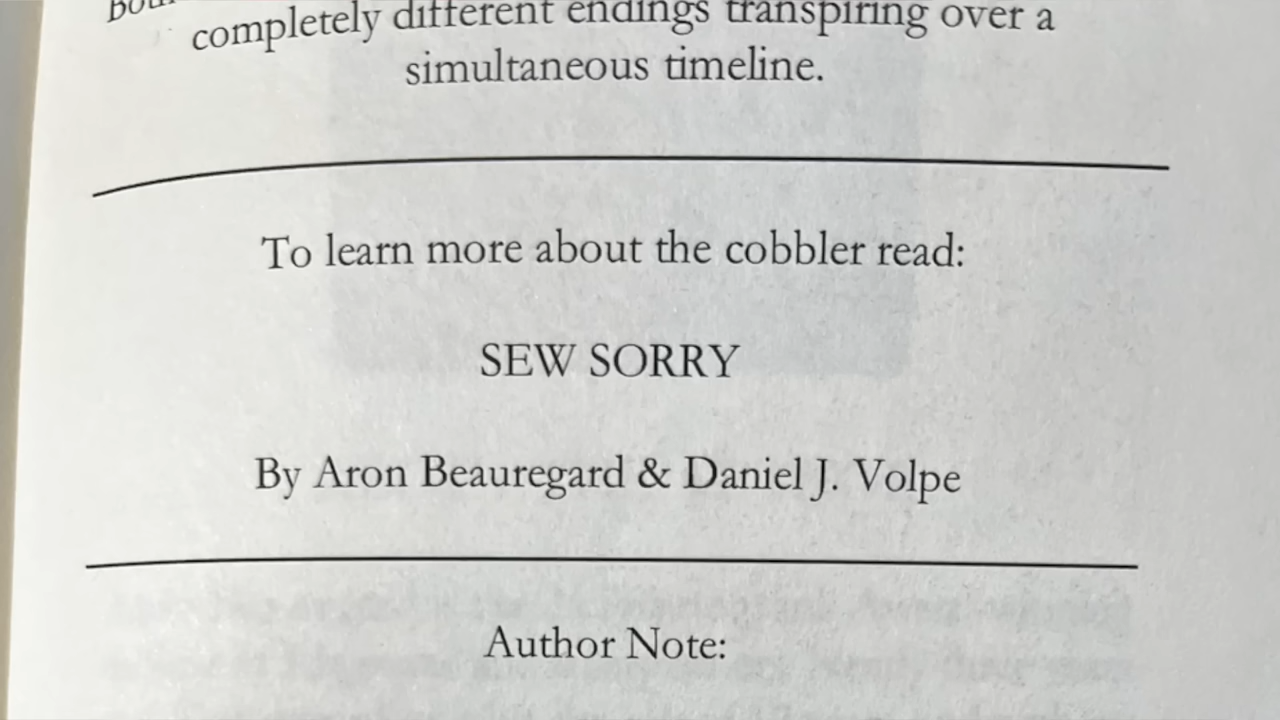 completely different endings transpiring over a
simultaneous timeline.
To learn more about the cobbler read:
SEW SORRY
By Aron Beauregard & Daniel J. Volpe
Author Note: